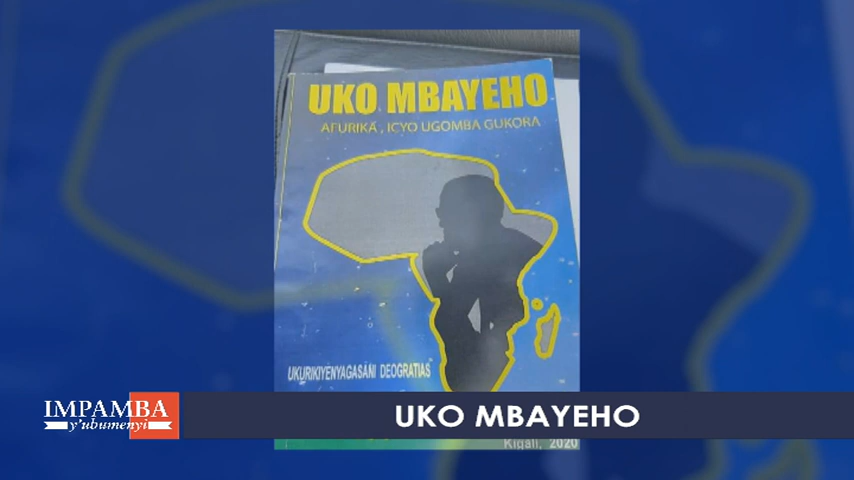 UKO MBAYEHO
AFURIKA , ICYO UGOMBA GUKORA
UKURIKIYENYAGASANI DEOGRATIAS
Kigali, 2020
IMPAMBA
y'ubumenyi
UKO MBAYEHO